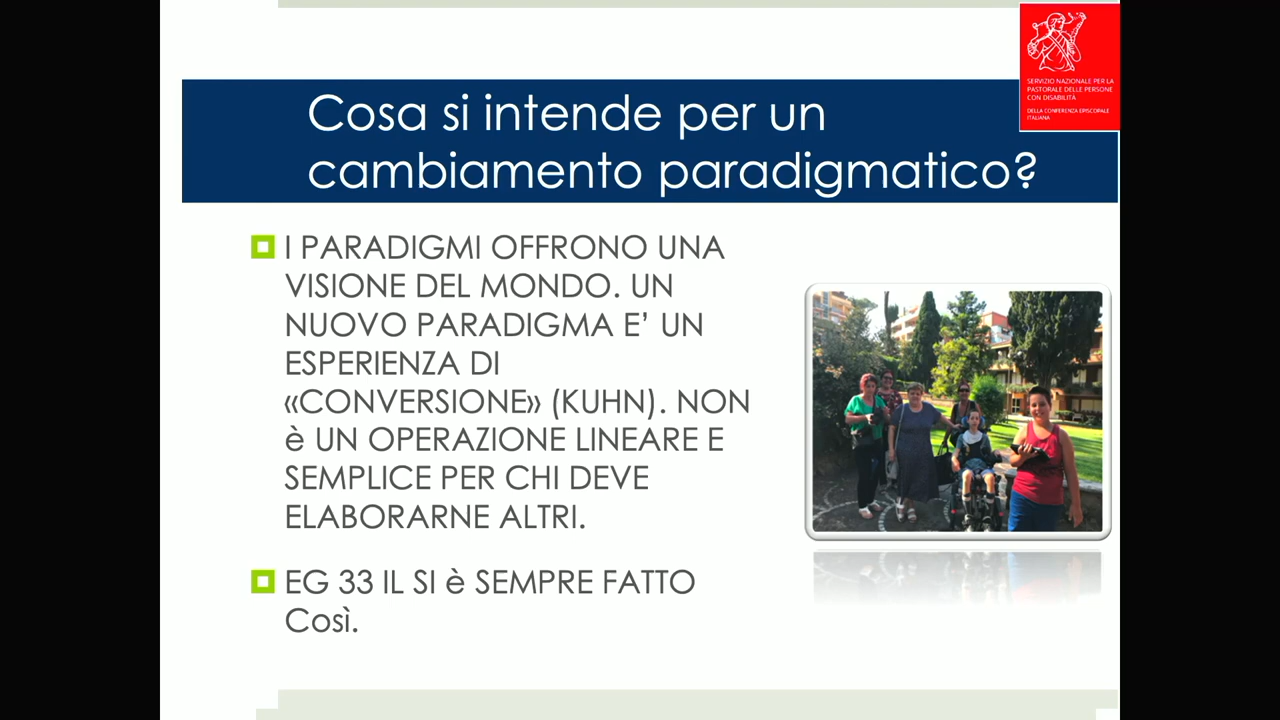 SERVIZIO NAZIONALE PER LA
PASTORALE DELLE PERSONE
CON DISABILITÀ
DELLA CONFERENZA EPISCOPALE
ITALIANA
Cosa si intende per un
cambiamento paradigmatico?
I PARADIGMI OFFRONO UNA
VISIONE DEL MONDO. UN
NUOVO PARADIGMA E’ UN
ESPERIENZA DI
«CONVERSIONE» (KUHN). NON
è UN OPERAZIONE LINEARE E
SEMPLICE PER CHI DEVE
ELABORARNE ALTRI.
EG 33 IL SI è SEMPRE FATTO
Così.